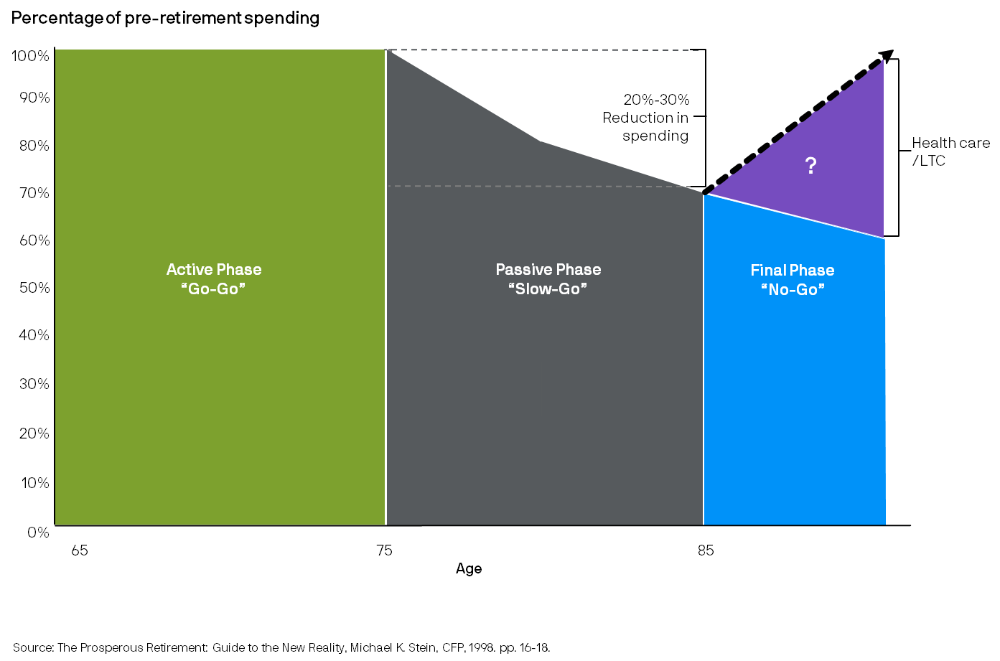 Percentage of pre-retirement spending
100%
90%
80%
70%
60%
50%
40%
30%
20%
10%
0%
20%-30%
Reduction in
spending
?
Health care
/LTC
Active Phase
“Go-Go”
Passive Phase
“Slow-Go”
Final Phase
“No-Go”
65
75
85
Age
Source: The Prosperous Retirement: Guide to the New Reality, Michael K. Stein, CFP, 1998. pp. 16-18.